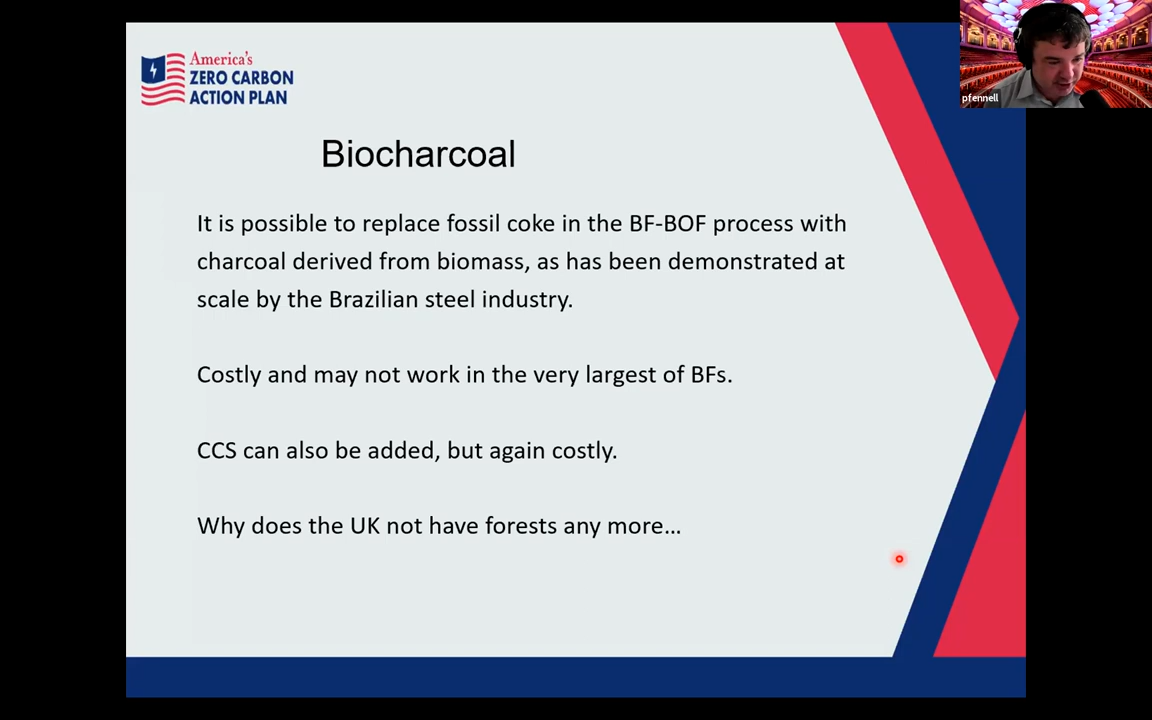 America's
ZERO CARBON
ACTION PLAN
pfennell
Biocharcoal
It is possible to replace fossil coke in the BF-BOF process with
charcoal derived from biomass, as has been demonstrated at
scale by the Brazilian steel industry.
Costly and may not work in the very largest of BFs.
CCS can also be added, but again costly.
Why does the UK not have forests any more…